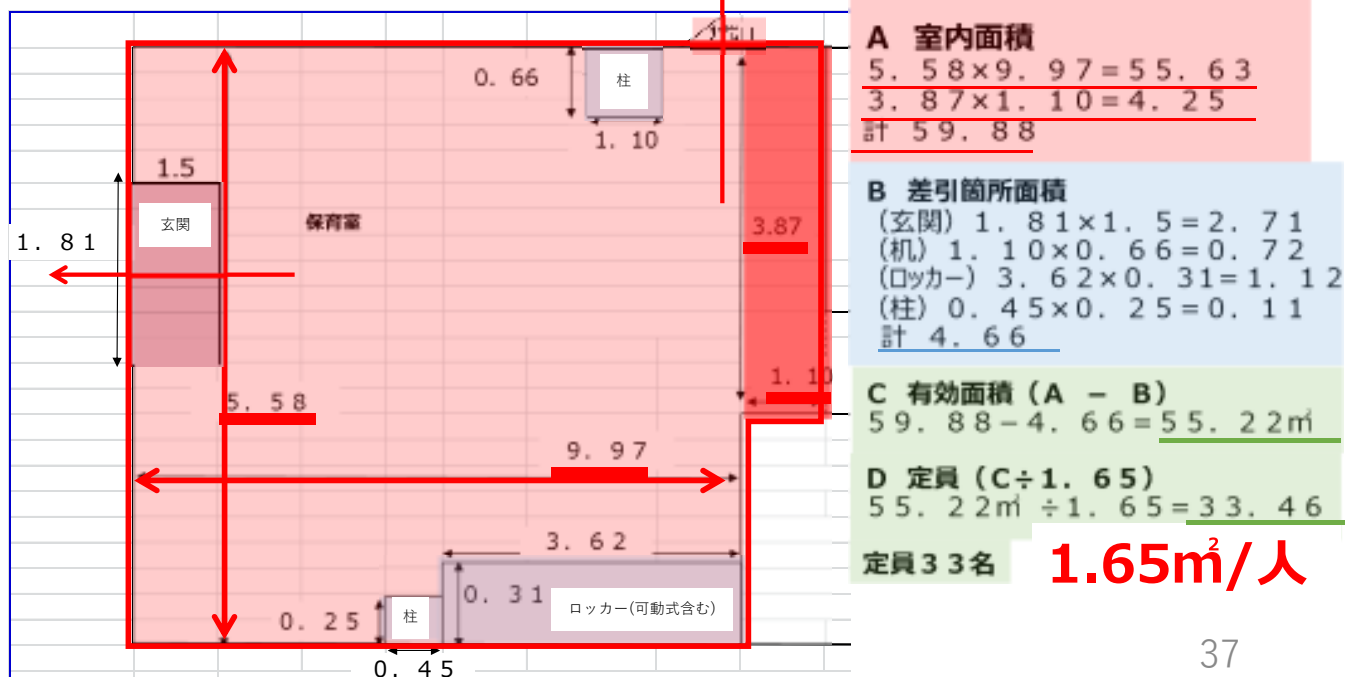 0．66
柱
1．10
1.5
玄関
1．81
保育室
3.87
1．10
5．58
9．97
3．62
0．31
ロッカー(可動式含む)
0．25
柱
0．45
A　室内面積
5．58×9．97＝55．63
3．87×1．10＝4．25
計　59．88
B　差引箇所面積
（玄関）1．81×1．5＝2．71
（机）1．10×0．66＝0．72
（ロッカー）3．62×0．31＝1．12
（柱）0．45×0．25＝0．11
計　4．66
C　有効面積（A　－　B）
59．88－4．66＝55．22㎡
D　定員（C÷1．65）
55．22㎡÷1．65＝33．46
定員33名
1.65㎡/人
37